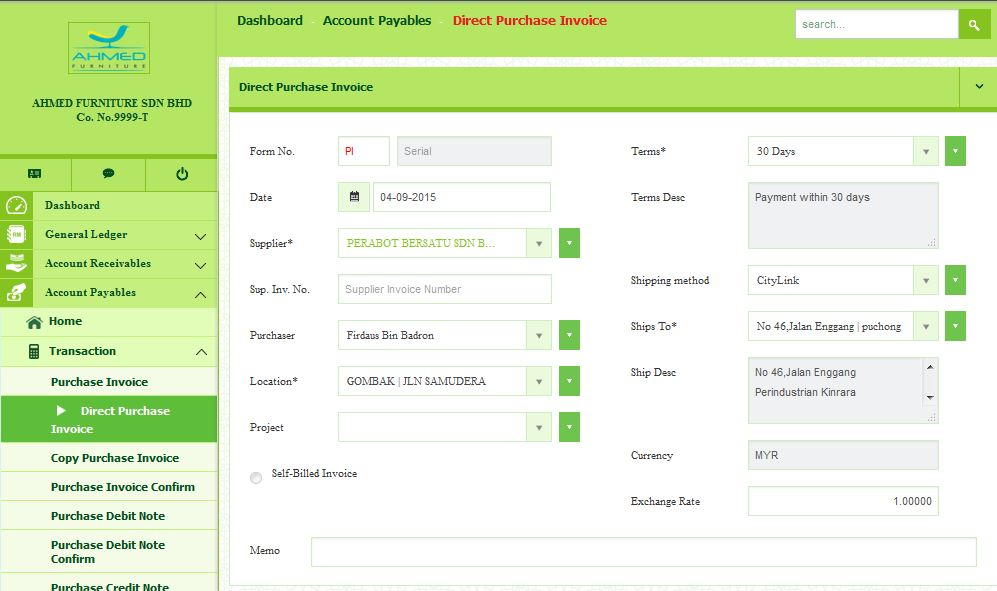 Dashboard - Account Payables - Direct Purchase Invoice
search...
AHMED
FURNITURE
AHMED FURNITURE SDN BHD
Co. No.9999-T
Dashboard
General Ledger
Account Receivables
Account Payables
Home
Transaction
Purchase Invoice
Direct Purchase
Invoice
Copy Purchase Invoice
Purchase Invoice Confirm
Purchase Debit Note
Purchase Debit Note
Confirm
Purchase Credit Note
Direct Purchase Invoice
Form No. PI Serial
Date 04-09-2015
Supplier* PERABOT BERSATU SDN B...
Sup. Inv. No. Supplier Invoice Number
Purchaser Firdaus Bin Badron
Location* GOMBAK | JLN SAMUDERA
Project
Self-Billed Invoice
Terms* 30 Days
Terms Desc Payment within 30 days
Shipping method CityLink
Ships To* No 46,Jalan Enggang | puchong
Ship Desc No 46,Jalan Enggang
Perindustrian Kinrara
Currency MYR
Exchange Rate 1.00000
Memo